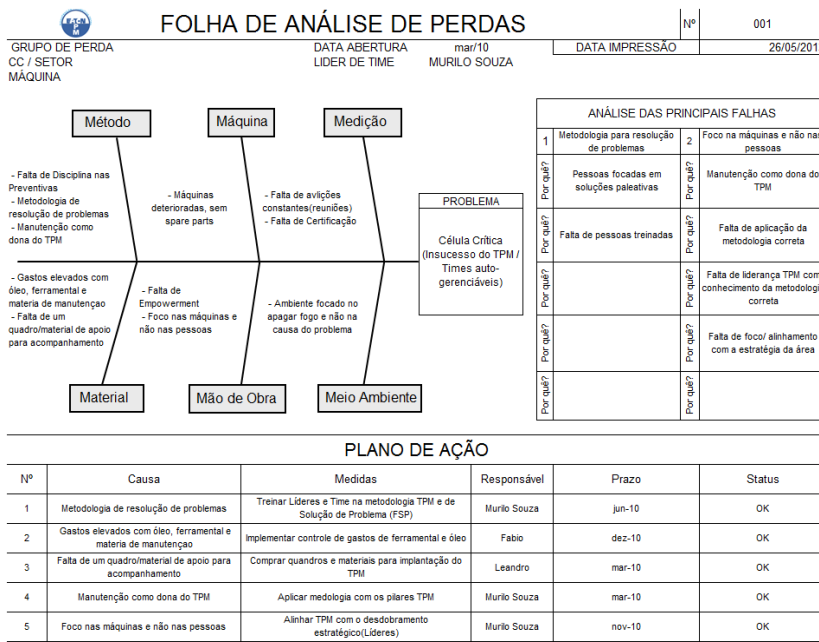 FOLHA DE ANÁLISE DE PERDAS
Nº 001
GRUPO DE PERDA
DATA ABERTURA mar/10
DATA IMPRESSÃO 26/05/201
CC / SETOR
LIDER DE TIME MURILO SOUZA
MÁQUINA
Método
Máquina
Medição
- Falta de Disciplina nas
Preventivas
- Metodologia de
resolução de problemas
- Manutenção como
dona do TPM
- Máquinas
deterioradas, sem
spare parts
- Falta de avlições
constantes(reuniões)
- Falta de Certificação
PROBLEMA
Célula Crítica
(Insucesso do TPM /
Times auto-
gerenciáveis)
- Gastos elevados com
óleo, ferramental e
materia de manutençao
- Falta de um
quadro/material de apoio
para acompanhamento
- Falta de
Empowerment
- Foco nas máquinas e
não nas pessoas
- Ambiente focado no
apagar fogo e não na
causa do problema
Material
Mão de Obra
Meio Ambiente
ANÁLISE DAS PRINCIPAIS FALHAS
1
Metodologia para resolução
de problemas
2
Foco na máquinas e não nas
pessoas
Por quê?
Pessoas focadas em
soluções paleativas
Por quê?
Manutenção como dona do
TPM
Por quê?
Falta de pessoas treinadas
Por quê?
Falta de aplicação da
metodologia correta
Por quê?
Por quê?
Falta de liderança TPM com
conhecimento da metodologi
correta
Por quê?
Por quê?
Falta de foco/ alinhamento
com a estratégia da área
Por quê?
Por quê?
PLANO DE AÇÃO
Nº Causa Medidas Responsável Prazo Status
1
Metodologia de resolução de problemas
Treinar Líderes e Time na metodologia TPM e de
Solução de Problema (FSP)
Murilo Souza
jun-10
OK
2
Gastos elevados com óleo, ferramental e
materia de manutençao
Implementar controle de gastos de ferramental e óleo
Fabio
dez-10
OK
3
Falta de um quadro/material de apoio para
acompanhamento
Comprar quandros e materiais para implantação do
TPM
Leandro
mar-10
OK
4
Manutenção como dona do TPM
Aplicar medologia com os pilares TPM
Murilo Souza
mar-10
OK
5
Foco nas máquinas e não nas pessoas
Alinhar TPM com o desdobramento
estratégico(Líderes)
Murilo Souza
nov-10
OK